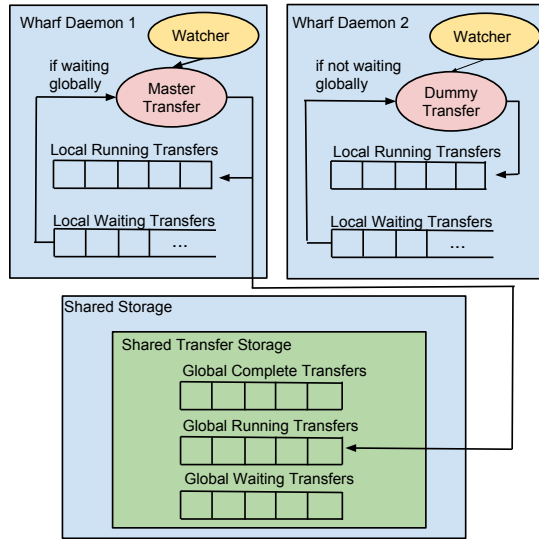 Wharf Daemon 1
Watcher
if waiting
globally
Master
Transfer
Local Running Transfers
Local Waiting Transfers
...
Wharf Daemon 2
Watcher
if not waiting
globally
Dummy
Transfer
Local Running Transfers
Local Waiting Transfers
...
Shared Storage
Shared Transfer Storage
Global Complete Transfers
Global Running Transfers
Global Waiting Transfers